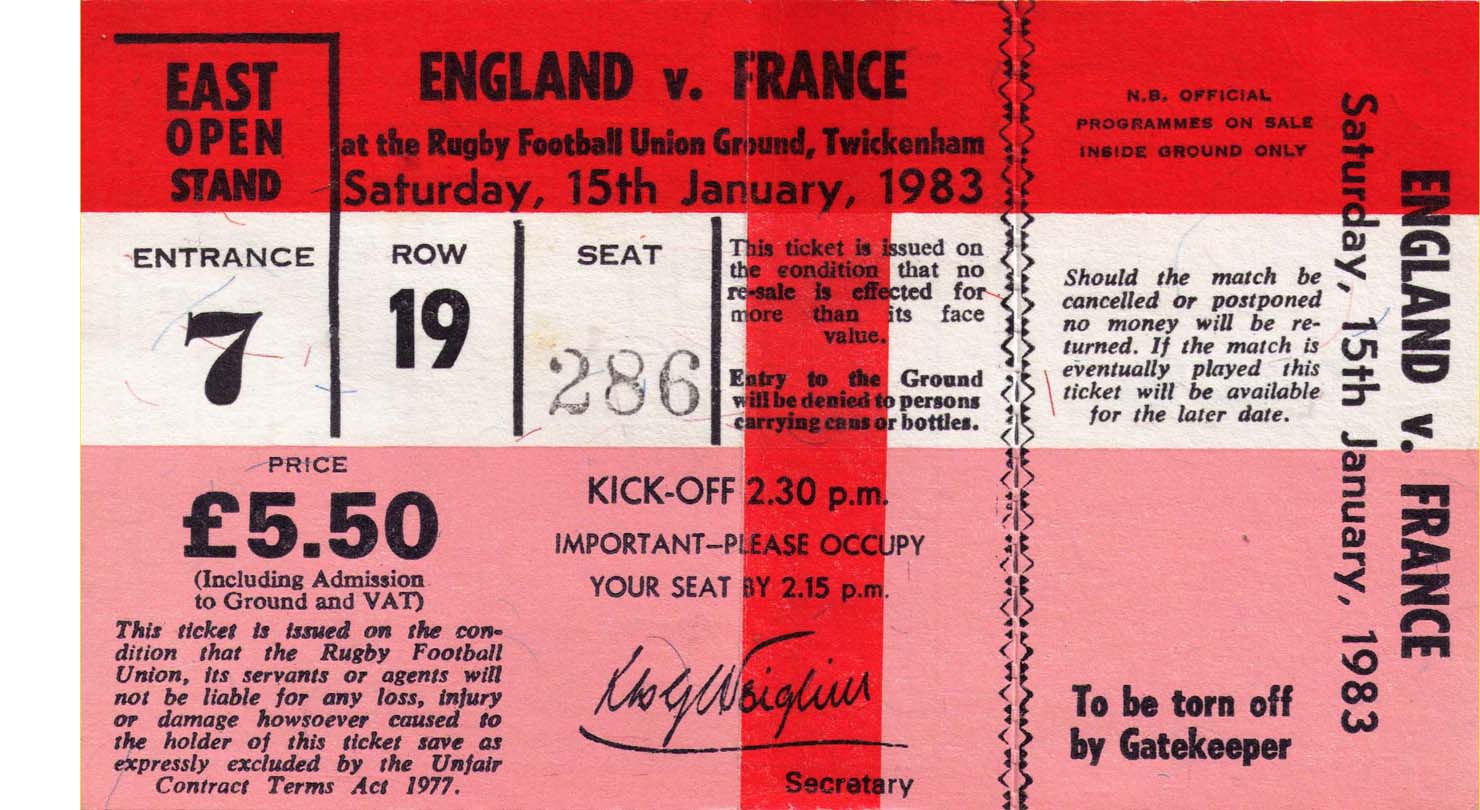 EAST
OPEN
STAND
ENGLAND v. FRANCE
at the Rugby Football Union Ground, Twickenham
Saturday, 15th January, 1983
ENTRANCE
7
ROW
19
SEAT
286
This ticket is issued on
the condition that no
re-sale is effected for
more than its face
value.
Entry to the Ground
will be denied to persons
carrying cans or bottles.
PRICE
£5.50
(Including Admission
to Ground and VAT)
This ticket is issued on the con-
dition that the Rugby Football
Union, its servants or agents will
not be liable for any loss, injury
or damage howsoever caused to
the holder of this ticket save as
expressly excluded by the Unfair
Contract Terms Act 1977.
KICK-OFF 2.30 p.m.
IMPORTANT–PLEASE OCCUPY
YOUR SEAT BY 2.15 p.m.
Secretary
N.B. OFFICIAL
PROGRAMMES ON SALE
INSIDE GROUND ONLY
Should the match be
cancelled or postponed
no money will be re-
turned. If the match is
eventually played this
ticket will be available
for the later date.
To be torn off
by Gatekeeper
ENGLAND v. FRANCE
Saturday, 15th January, 1983